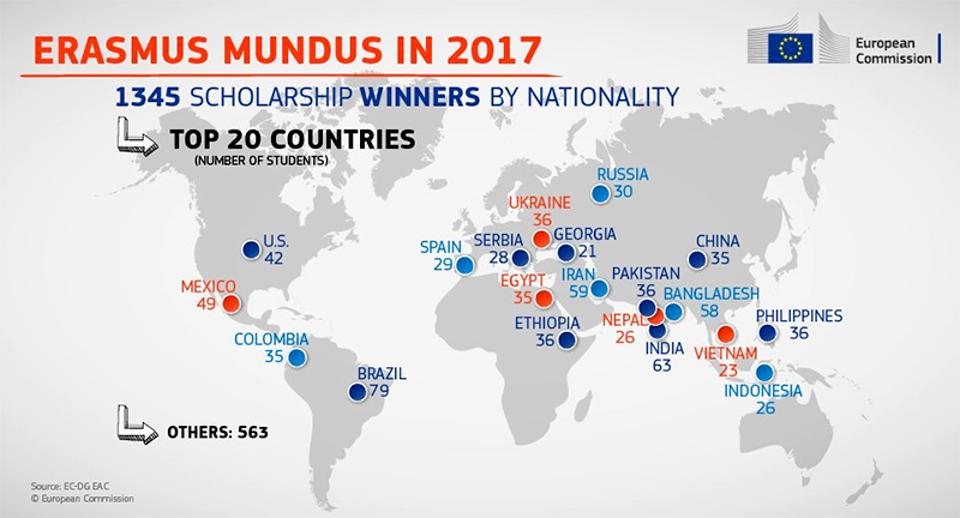 ERASMUS MUNDUS IN 2017
European
Commission
1345 SCHOLARSHIP WINNERS BY NATIONALITY
TOP 20 COUNTRIES
(NUMBER OF STUDENTS)
RUSSIA
30
UKRAINE
36
U.S.
42
SPAIN
29
SERBIA
28
GEORGIA
21
CHINA
35
MEXICO
49
EGYPT
35
IRAN
59
PAKISTAN
36
BANGLADESH
58
COLOMBIA
35
ETHIOPIA
36
NEPAL
26
INDIA
63
PHILIPPINES
36
VIETNAM
23
BRAZIL
79
INDONESIA
26
OTHERS: 563
Source: EC-DG EAC
© European Commission